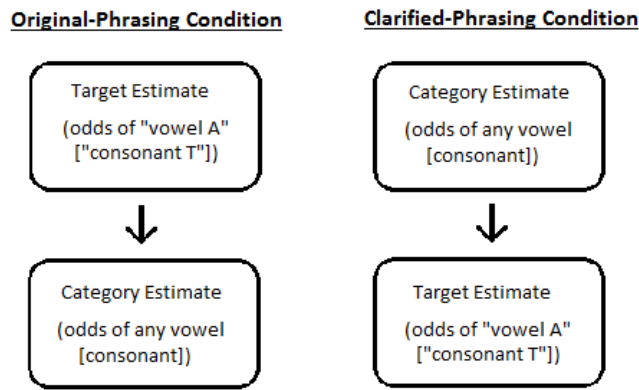 Original-Phrasing Condition
Target Estimate
(odds of "vowel A"
["consonant T"])
Category Estimate
(odds of any vowel
[consonant])
Clarified-Phrasing Condition
Category Estimate
(odds of any vowel
[consonant])
Target Estimate
(odds of "vowel A"
["consonant T"])